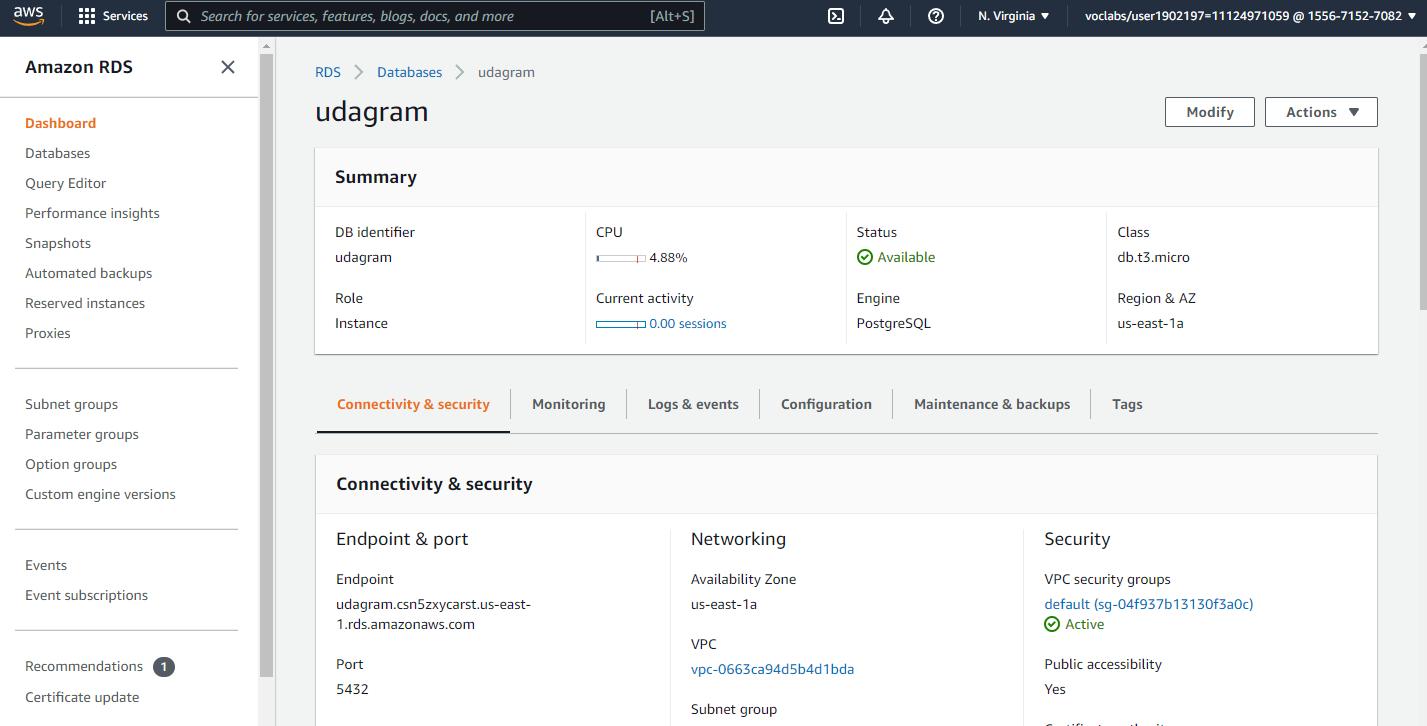 aws
Services
Search for services, features, blogs, docs, and more
[Alt+S]
N. Virginia
voclabs/user1902197=11124971059 @ 1556-7152-7082
Amazon RDS
Dashboard
Databases
Query Editor
Performance insights
Snapshots
Automated backups
Reserved instances
Proxies
Subnet groups
Parameter groups
Option groups
Custom engine versions
Events
Event subscriptions
Recommendations 1
Certificate update
RDS > Databases > udagram
udagram
Modify
Actions
Summary
DB identifier
udagram
CPU
4.88%
Status
Available
Class
db.t3.micro
Role
Instance
Current activity
0.00 sessions
Engine
PostgreSQL
Region & AZ
us-east-1a
Connectivity & security
Monitoring
Logs & events
Configuration
Maintenance & backups
Tags
Connectivity & security
Endpoint & port
Endpoint
udagram.csn5zxycarst.us-east-
1.rds.amazonaws.com
Port
5432
Networking
Availability Zone
us-east-1a
VPC
vpc-0663ca94d5b4d1bda
Subnet group
Security
VPC security groups
default (sg-04f937b13130f3a0c)
Active
Public accessibility
Yes